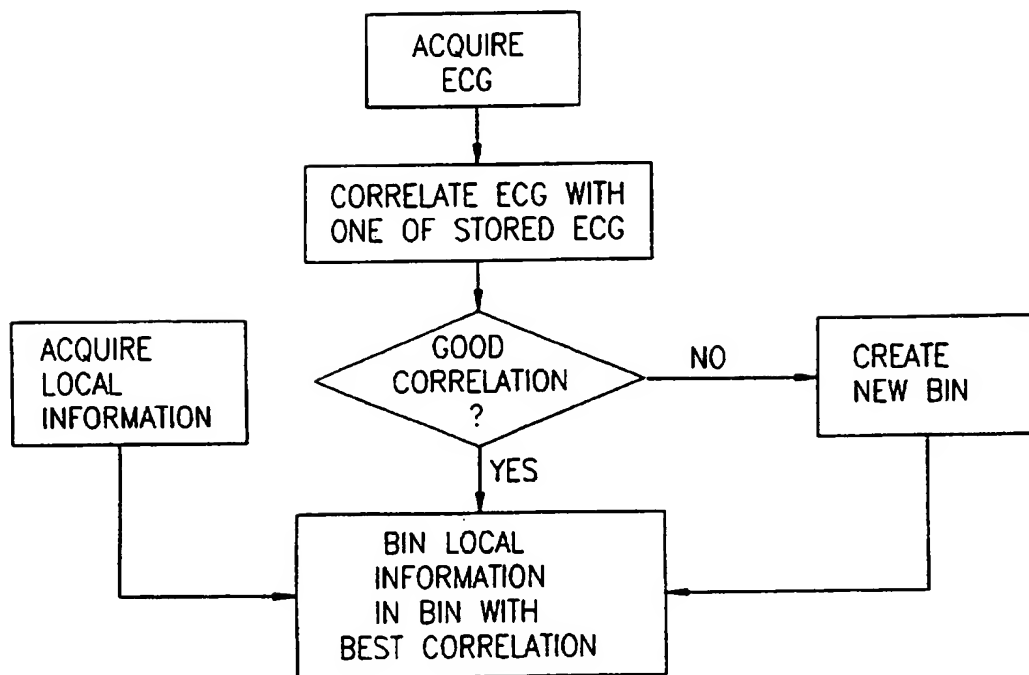 ACQUIRE
ECG
CORRELATE ECG WITH
ONE OF STORED ECG
GOOD
CORRELATION
?
NO
CREATE
NEW BIN
ACQUIRE
LOCAL
INFORMATION
YES
BIN LOCAL
INFORMATION
IN BIN WITH
BEST CORRELATION